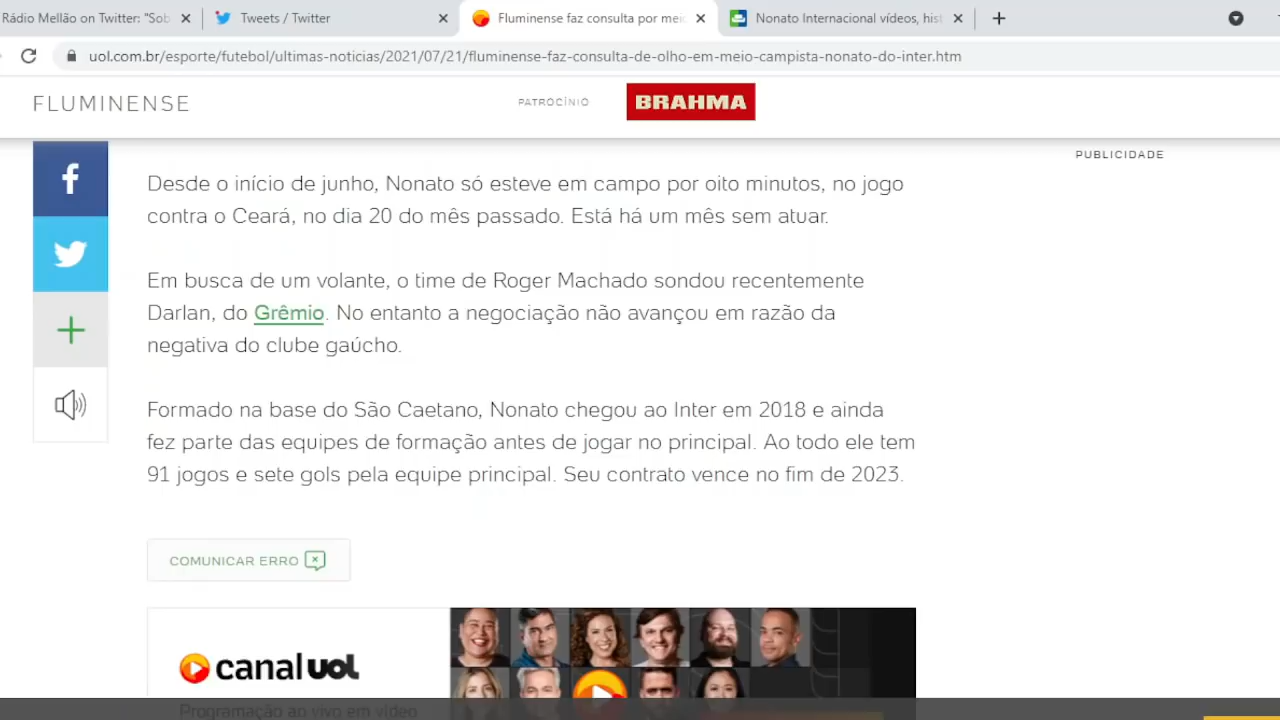 Rádio Mellão on Twitter: "Sob
Tweets / Twitter
Fluminense faz consulta por mei
Nonato Internacional vídeos, hist
uol.com.br/esporte/futebol/ultimas-noticias/2021/07/21/fluminense-faz-consulta-de-olho-em-meio-campista-nonato-do-inter.htm
FLUMINENSE
PATROCÍNIO
BRAHMA
PUBLICIDADE
Desde o início de junho, Nonato só esteve em campo por oito minutos, no jogo
contra o Ceará, no dia 20 do mês passado. Está há um mês sem atuar.
Em busca de um volante, o time de Roger Machado sondou recentemente
Darlan, do Grêmio. No entanto a negociação não avançou em razão da
negativa do clube gaúcho.
Formado na base do São Caetano, Nonato chegou ao Inter em 2018 e ainda
fez parte das equipes de formação antes de jogar no principal. Ao todo ele tem
91 jogos e sete gols pela equipe principal. Seu contrato vence no fim de 2023.
COMUNICAR ERRO
canal uol
Programação ao vivo em vídeo